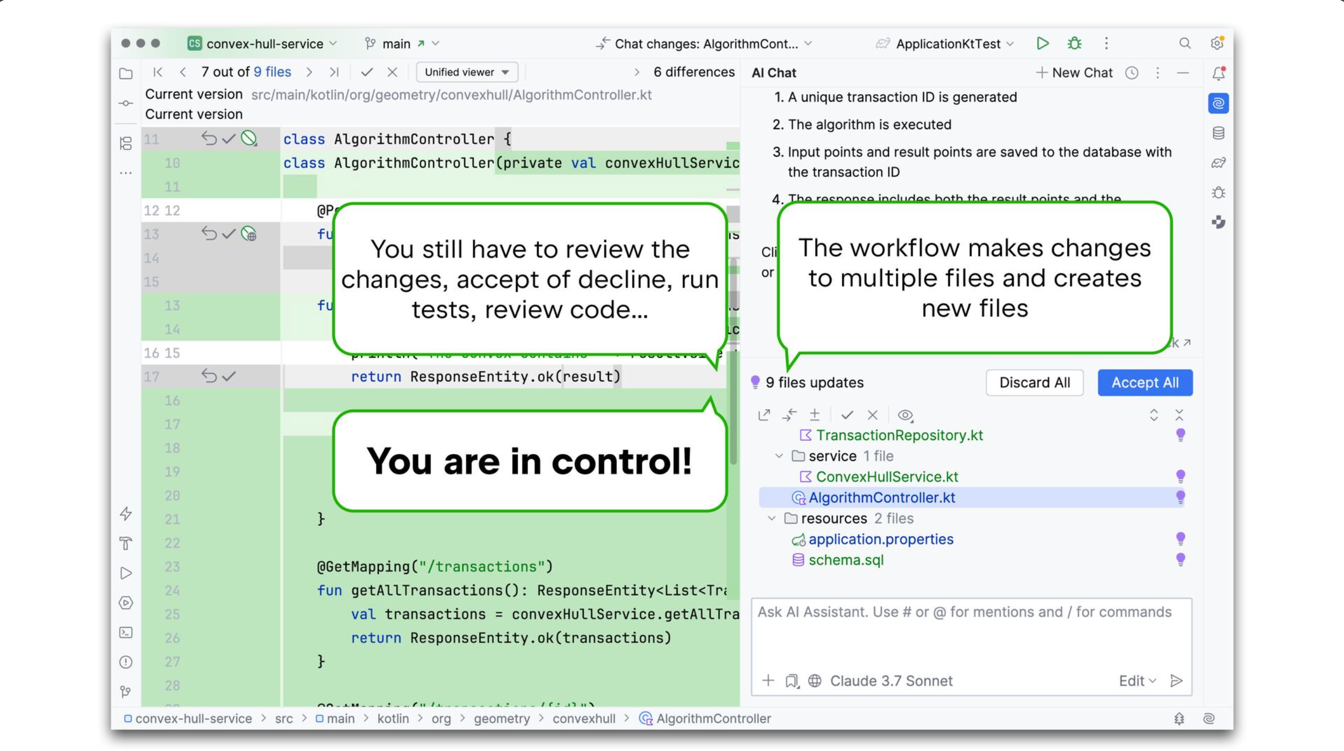 CS convex-hull-service
main
Chat changes: AlgorithmCont...
ApplicationKtTest
7 out of 9 files
Unified viewer
6 differences
Current version src/main/kotlin/org/geometry/convexhull/AlgorithmController.kt
Current version
11 class AlgorithmController {
10 class AlgorithmController(private val convexHullServic
11
12 12
13 fu
14
15
13 fu
14
16 15
17 return ResponseEntity.ok(result)
16
17
18
19
20
21 }
22
23 @GetMapping("/transactions")
24 fun getAllTransactions(): ResponseEntity<List<Tra
25 val transactions = convexHullService.getAllTra
26 return ResponseEntity.ok(transactions)
27 }
28
You still have to review the
changes, accept of decline, run
tests, review code...
You are in control!
AI Chat
New Chat
1. A unique transaction ID is generated
2. The algorithm is executed
3. Input points and result points are saved to the database with
the transaction ID
4. The response includes both the result points and the
Cli
or
The workflow makes changes
to multiple files and creates
new files
9 files updates
Discard All
Accept All
TransactionRepository.kt
service 1 file
ConvexHullService.kt
AlgorithmController.kt
resources 2 files
application.properties
schema.sql
Ask AI Assistant. Use # or @ for mentions and / for commands
Claude 3.7 Sonnet
Edit
convex-hull-service > src > main > kotlin > org > geometry > convexhull > AlgorithmController